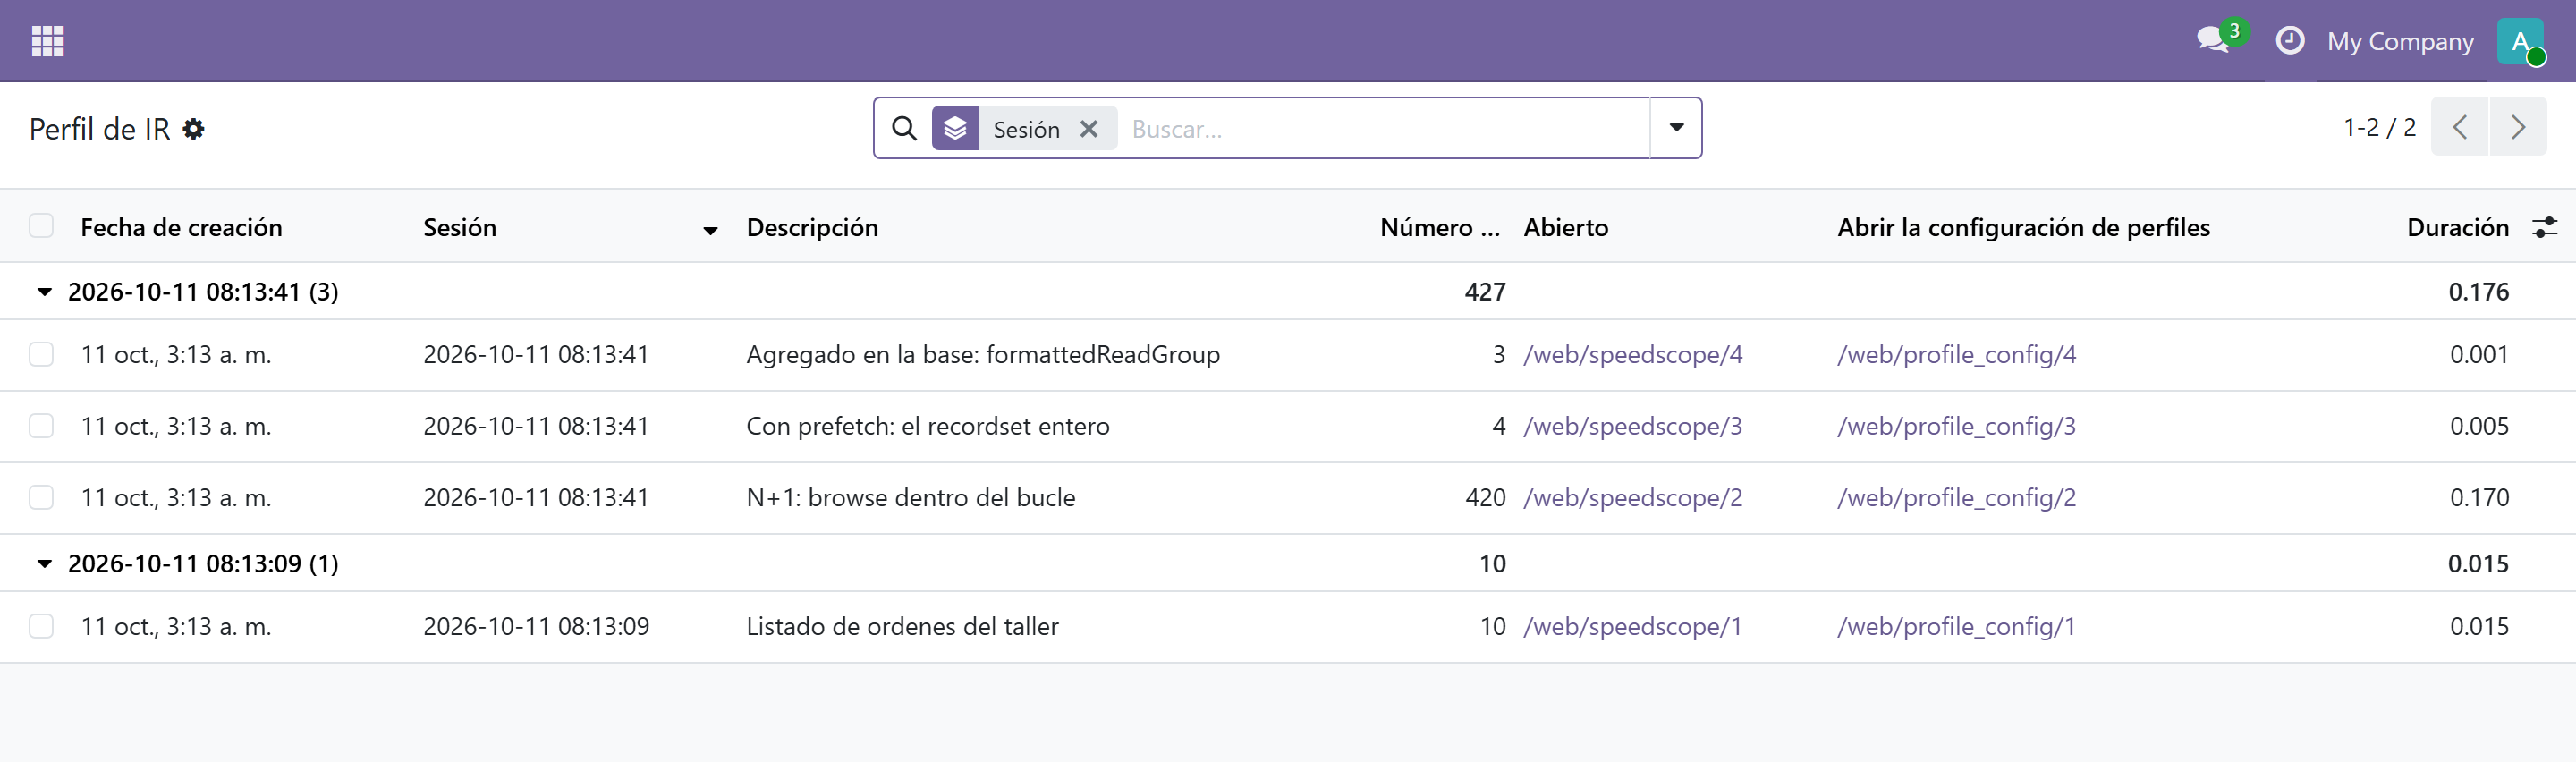 3 My Company A
Perfil de IR Sesión Buscar... 1-2 / 2
Fecha de creación Sesión Descripción Número ... Abierto Abrir la configuración de perfiles Duración
2026-10-11 08:13:41 (3) 427 0.176
11 oct., 3:13 a. m. 2026-10-11 08:13:41 Agregado en la base: formattedReadGroup 3 /web/speedscope/4 /web/profile_config/4 0.001
11 oct., 3:13 a. m. 2026-10-11 08:13:41 Con prefetch: el recordset entero 4 /web/speedscope/3 /web/profile_config/3 0.005
11 oct., 3:13 a. m. 2026-10-11 08:13:41 N+1: browse dentro del bucle 420 /web/speedscope/2 /web/profile_config/2 0.170
2026-10-11 08:13:09 (1) 10 0.015
11 oct., 3:13 a. m. 2026-10-11 08:13:09 Listado de ordenes del taller 10 /web/speedscope/1 /web/profile_config/1 0.015